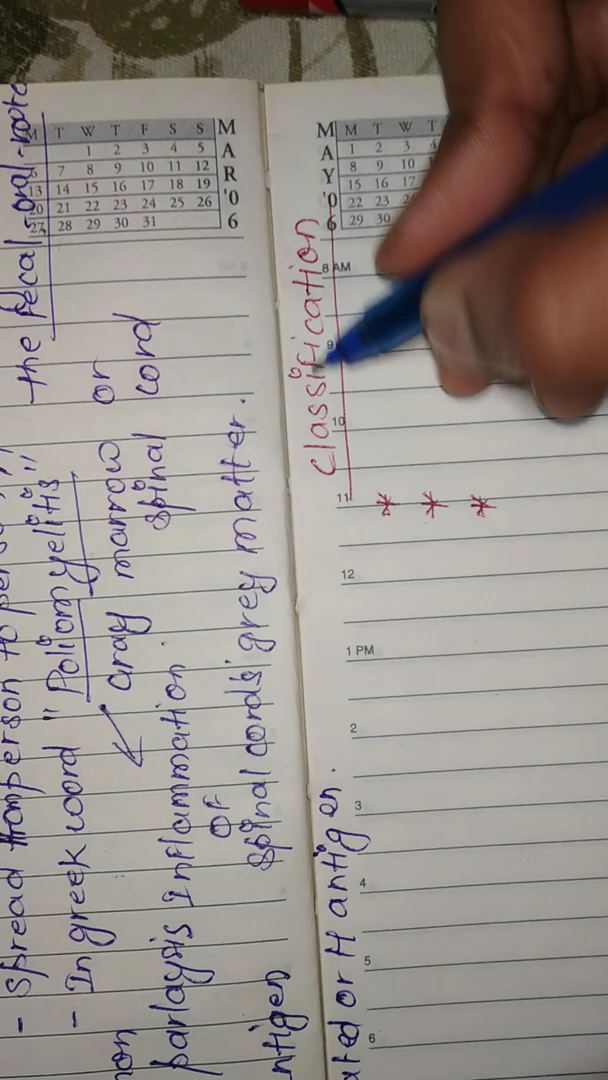 the fecal-oral-route
- Spread person to person
- In greek word "Poliomyelitis"
gray marrow or
spinal cord
parlaysis Inflammation
of
spinal cords' grey matter.
ntigen
M T W T F S S
1 2 3 4 5
7 8 9 10 11 12
13 14 15 16 17 18 19
20 21 22 23 24 25 26
27 28 29 30 31
MAR '06
Classification
* * *
ated or H antigen.
MAY '06
M T W T
1 2 3 4
8 9 10
15 16 17
22 23
29 30
8 AM
9
10
11
12
1 PM
2
3
4
5
6